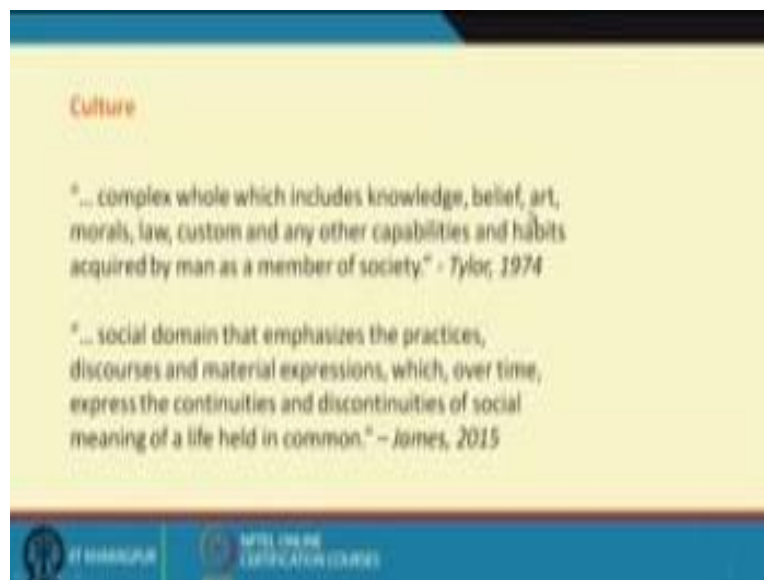 Culture
"... complex whole which includes knowledge, belief, art,
morals, law, custom and any other capabilities and habits
acquired by man as a member of society." - Tylor, 1974
"... social domain that emphasizes the practices,
discourses and material expressions, which, over time,
express the continuities and discontinuities of social
meaning of a life held in common." – James, 2015
IIT KHARAGPUR
NPTEL ONLINE
CERTIFICATION COURSES